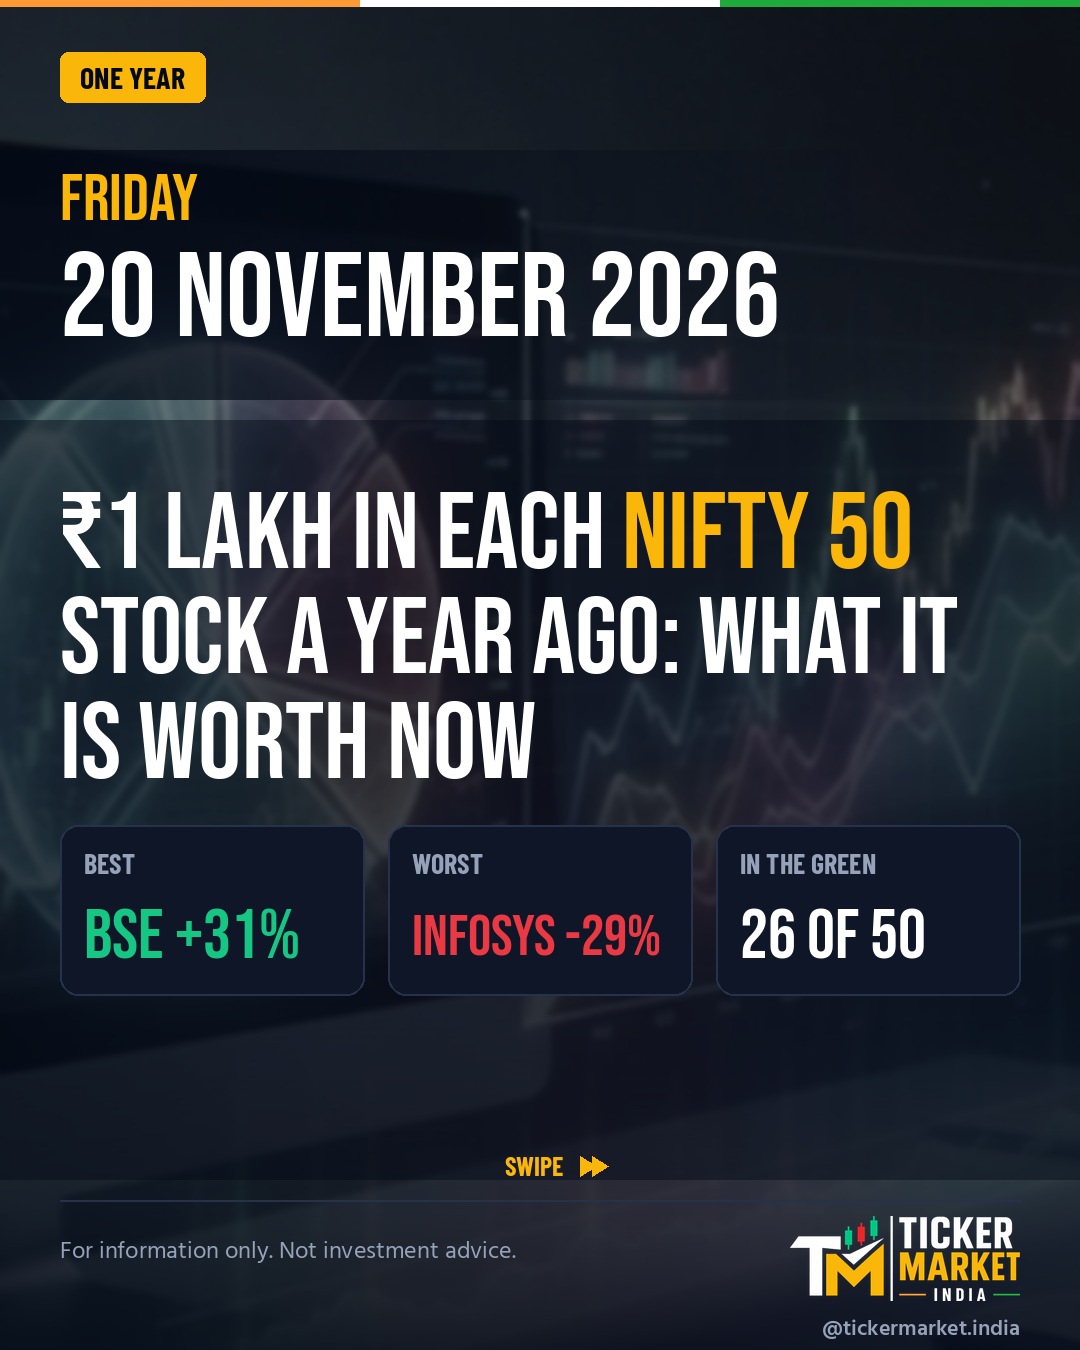 ONE YEAR
FRIDAY
20 NOVEMBER 2026
₹1 LAKH IN EACH NIFTY 50
STOCK A YEAR AGO: WHAT IT
IS WORTH NOW
BEST
BSE +31%
WORST
INFOSYS -29%
IN THE GREEN
26 OF 50
SWIPE
For information only. Not investment advice.
TM
TICKER
MARKET
INDIA
@tickermarket.india